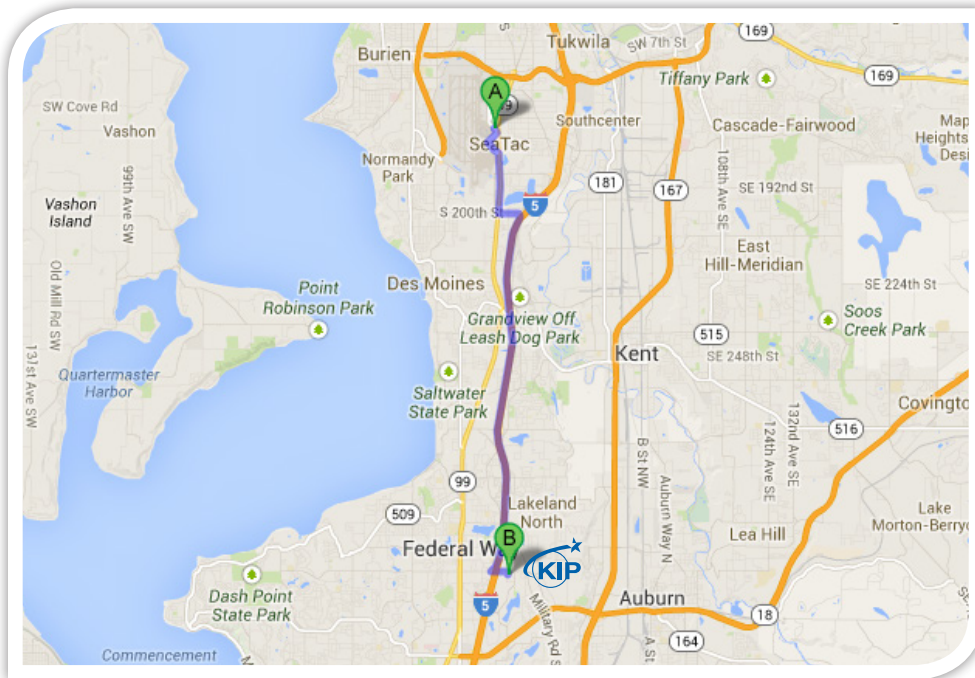 Burien
Tukwila
SW 7th St
169
Tiffany Park
169
SW Cove Rd
Vashon
A
99
SeaTac
Southcenter
Cascade-Fairwood
Normandy
Park
99th Ave SW
Vashon
Island
181
167
108th Ave SE
SE 192nd St
S 200th St
5
East
Hill-Meridian
Old Mill Rd SW
Point
Robinson Park
Des Moines
SE 224th St
Grandview Off
Leash Dog Park
Soos
Creek Park
515
Kent
SE 248th St
131st Ave SW
Quartermaster
Harbor
Saltwater
State Park
Covington
132nd Ave SE
124th Ave SE
516
B St NW
Auburn Way N
99
509
Lakeland
North
Lake
Lea Hill
B
Federal W
KIP
Dash Point
State Park
5
Military Rd S
Auburn
18
164
A St
Commencement